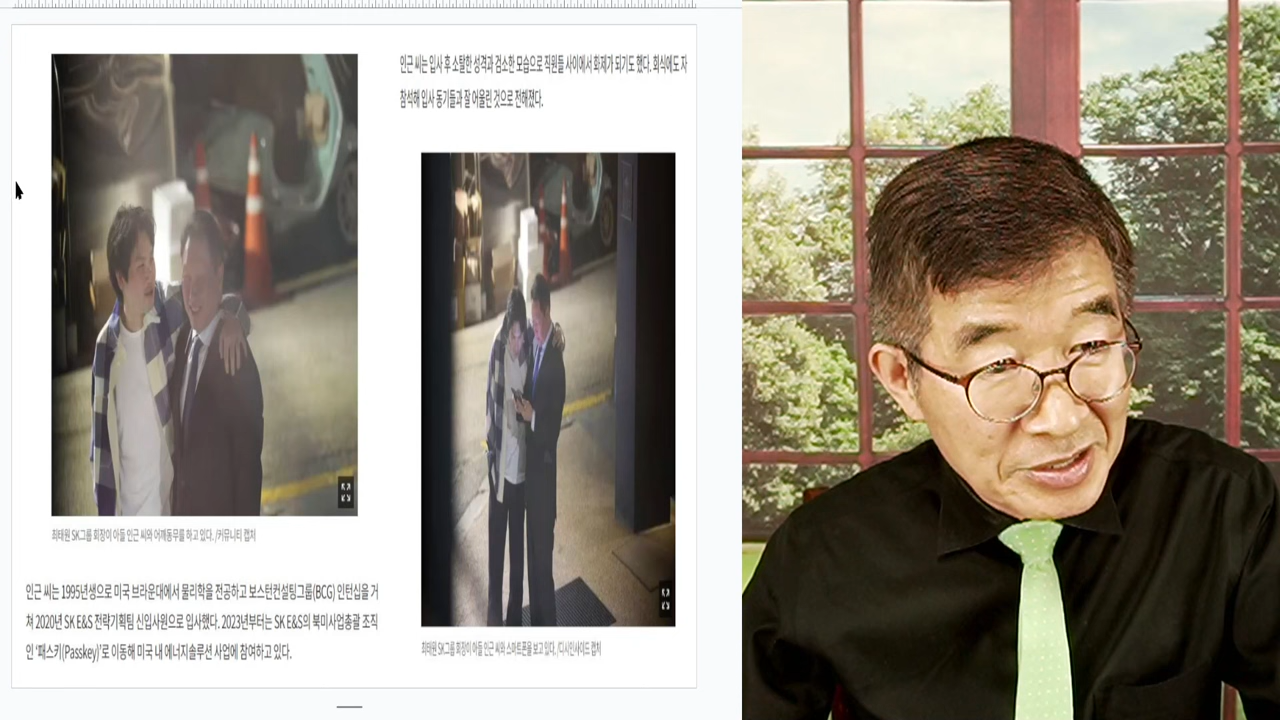 최태원 SK그룹 회장이 아들 인근 씨와 어깨동무를 하고 있다. /커뮤니티 캡처
인근 씨는 1995년생으로 미국 브라운대에서 물리학을 전공하고 보스턴컨설팅그룹(BCG) 인턴십을 거
쳐 2020년 SK E&S 전략기획팀 신입사원으로 입사했다. 2023년부터는 SK E&S의 북미사업총괄 조직
인 '패스키(Passkey)'로 이동해 미국 내 에너지솔루션 사업에 참여하고 있다.
인근 씨는 입사 후 소탈한 성격과 검소한 모습으로 직원들 사이에서 화제가 되기도 했다. 회식에도 자
참석해 입사 동기들과 잘 어울린 것으로 전해졌다.
최태원 SK그룹 회장이 아들 인근 씨와 스마트폰을 보고 있다. /디시인사이드 캡처